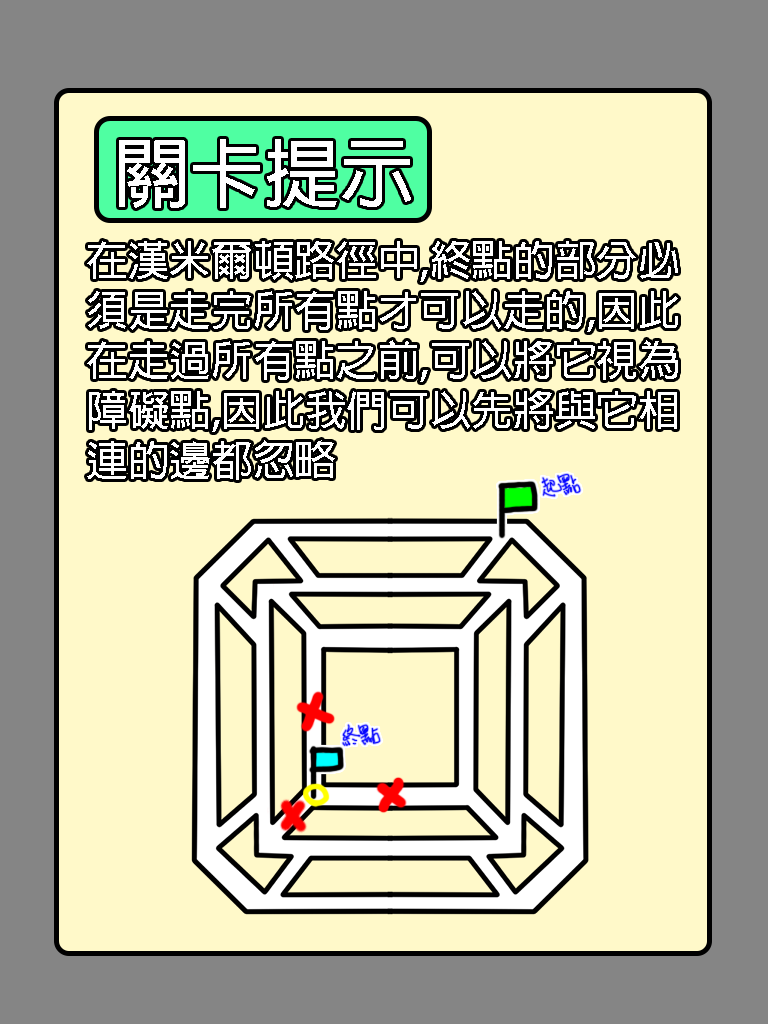 關卡提示
在漢米爾頓路徑中,終點的部分必
須是走完所有點才可以走的,因此
在走過所有點之前,可以將它視為
障礙點,因此我們可以先將與它相
連的邊都忽略
起點
終點